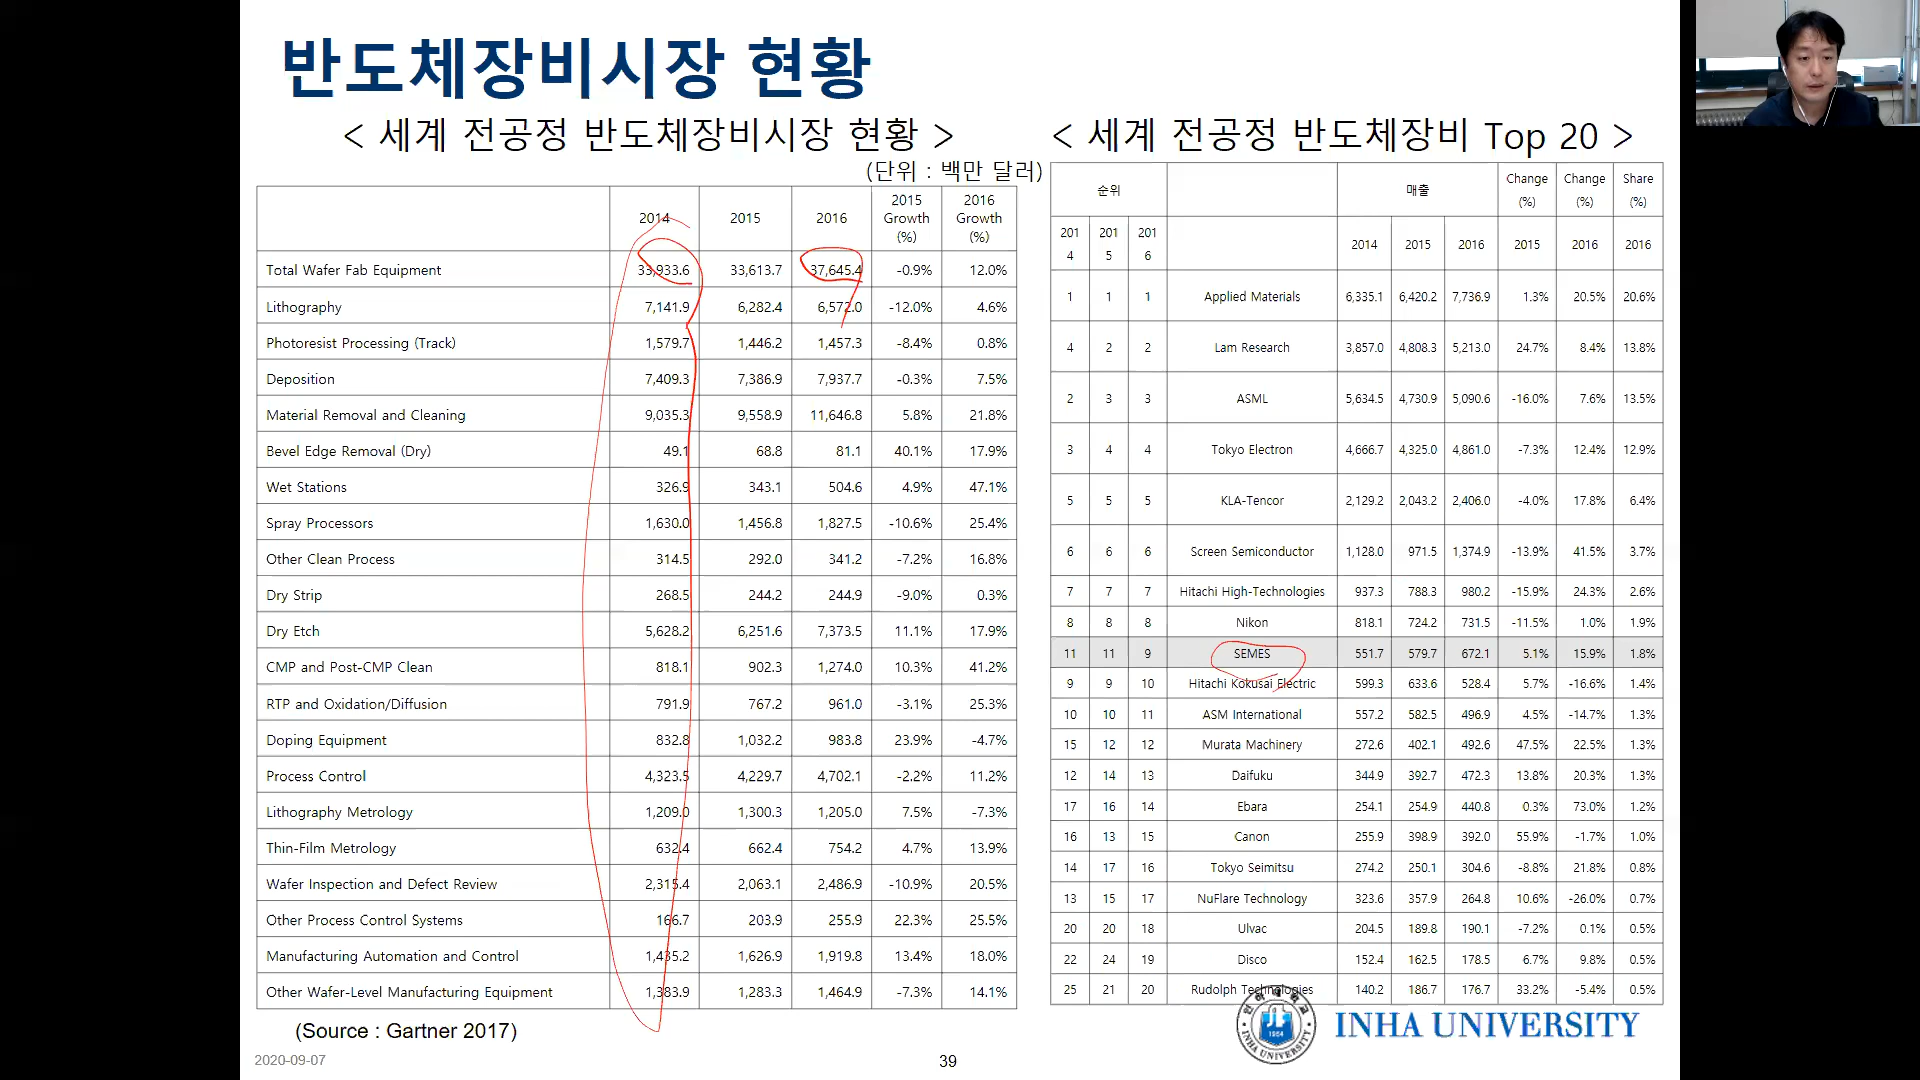 반도체장비시장 현황
< 세계 전공정 반도체장비시장 현황 >
(단위 : 백만 달러)
2014 2015 2016 2015 Growth (%) 2016 Growth (%)
Total Wafer Fab Equipment 33,933.6 33,613.7 37,645.4 -0.9% 12.0%
Lithography 7,141.9 6,282.4 6,572.0 -12.0% 4.6%
Photoresist Processing (Track) 1,579.7 1,446.2 1,457.3 -8.4% 0.8%
Deposition 7,409.3 7,386.9 7,937.7 -0.3% 7.5%
Material Removal and Cleaning 9,035.3 9,558.9 11,646.8 5.8% 21.8%
Bevel Edge Removal (Dry) 49.1 68.8 81.1 40.1% 17.9%
Wet Stations 326.9 343.1 504.6 4.9% 47.1%
Spray Processors 1,630.0 1,456.8 1,827.5 -10.6% 25.4%
Other Clean Process 314.5 292.0 341.2 -7.2% 16.8%
Dry Strip 268.5 244.2 244.9 -9.0% 0.3%
Dry Etch 5,628.2 6,251.6 7,373.5 11.1% 17.9%
CMP and Post-CMP Clean 818.1 902.3 1,274.0 10.3% 41.2%
RTP and Oxidation/Diffusion 791.9 767.2 961.0 -3.1% 25.3%
Doping Equipment 832.8 1,032.2 983.8 23.9% -4.7%
Process Control 4,323.5 4,229.7 4,702.1 -2.2% 11.2%
Lithography Metrology 1,209.0 1,300.3 1,205.0 7.5% -7.3%
Thin-Film Metrology 632.4 662.4 754.2 4.7% 13.9%
Wafer Inspection and Defect Review 2,315.4 2,063.1 2,486.9 -10.9% 20.5%
Other Process Control Systems 166.7 203.9 255.9 22.3% 25.5%
Manufacturing Automation and Control 1,435.2 1,626.9 1,919.8 13.4% 18.0%
Other Wafer-Level Manufacturing Equipment 1,383.9 1,283.3 1,464.9 -7.3% 14.1%
(Source : Gartner 2017)
< 세계 전공정 반도체장비 Top 20 >
순위 매출 Change (%) Change (%) Share (%)
2014 2015 2016 2014 2015 2016 2015 2016 2016
1 1 1 Applied Materials 6,335.1 6,420.2 7,736.9 1.3% 20.5% 20.6%
4 2 2 Lam Research 3,857.0 4,808.3 5,213.0 24.7% 8.4% 13.8%
2 3 3 ASML 5,634.5 4,730.9 5,090.6 -16.0% 7.6% 13.5%
3 4 4 Tokyo Electron 4,666.7 4,325.0 4,861.0 -7.3% 12.4% 12.9%
5 5 5 KLA-Tencor 2,129.2 2,043.2 2,406.0 -4.0% 17.8% 6.4%
6 6 6 Screen Semiconductor 1,128.0 971.5 1,374.9 -13.9% 41.5% 3.7%
7 7 7 Hitachi High-Technologies 937.3 788.3 980.2 -15.9% 24.3% 2.6%
8 8 8 Nikon 818.1 724.2 731.5 -11.5% 1.0% 1.9%
11 11 9 SEMES 551.7 579.7 672.1 5.1% 15.9% 1.8%
9 9 10 Hitachi Kokusai Electric 599.3 633.6 528.4 5.7% -16.6% 1.4%
10 10 11 ASM International 557.2 582.5 496.9 4.5% -14.7% 1.3%
15 12 12 Murata Machinery 272.6 402.1 492.6 47.5% 22.5% 1.3%
12 14 13 Daifuku 344.9 392.7 472.3 13.8% 20.3% 1.3%
17 16 14 Ebara 254.1 254.9 440.8 0.3% 73.0% 1.2%
16 13 15 Canon 255.9 398.9 392.0 55.9% -1.7% 1.0%
14 17 16 Tokyo Seimitsu 274.2 250.1 304.6 -8.8% 21.8% 0.8%
13 15 17 NuFlare Technology 323.6 357.9 264.8 10.6% -26.0% 0.7%
20 20 18 Ulvac 204.5 189.8 190.1 -7.2% 0.1% 0.5%
22 24 19 Disco 152.4 162.5 178.5 6.7% 9.8% 0.5%
25 21 20 Rudolph Technologies 140.2 186.7 176.7 33.2% -5.4% 0.5%
인하대학교
1954
INHA UNIVERSITY
INHA UNIVERSITY
2020-09-07
39